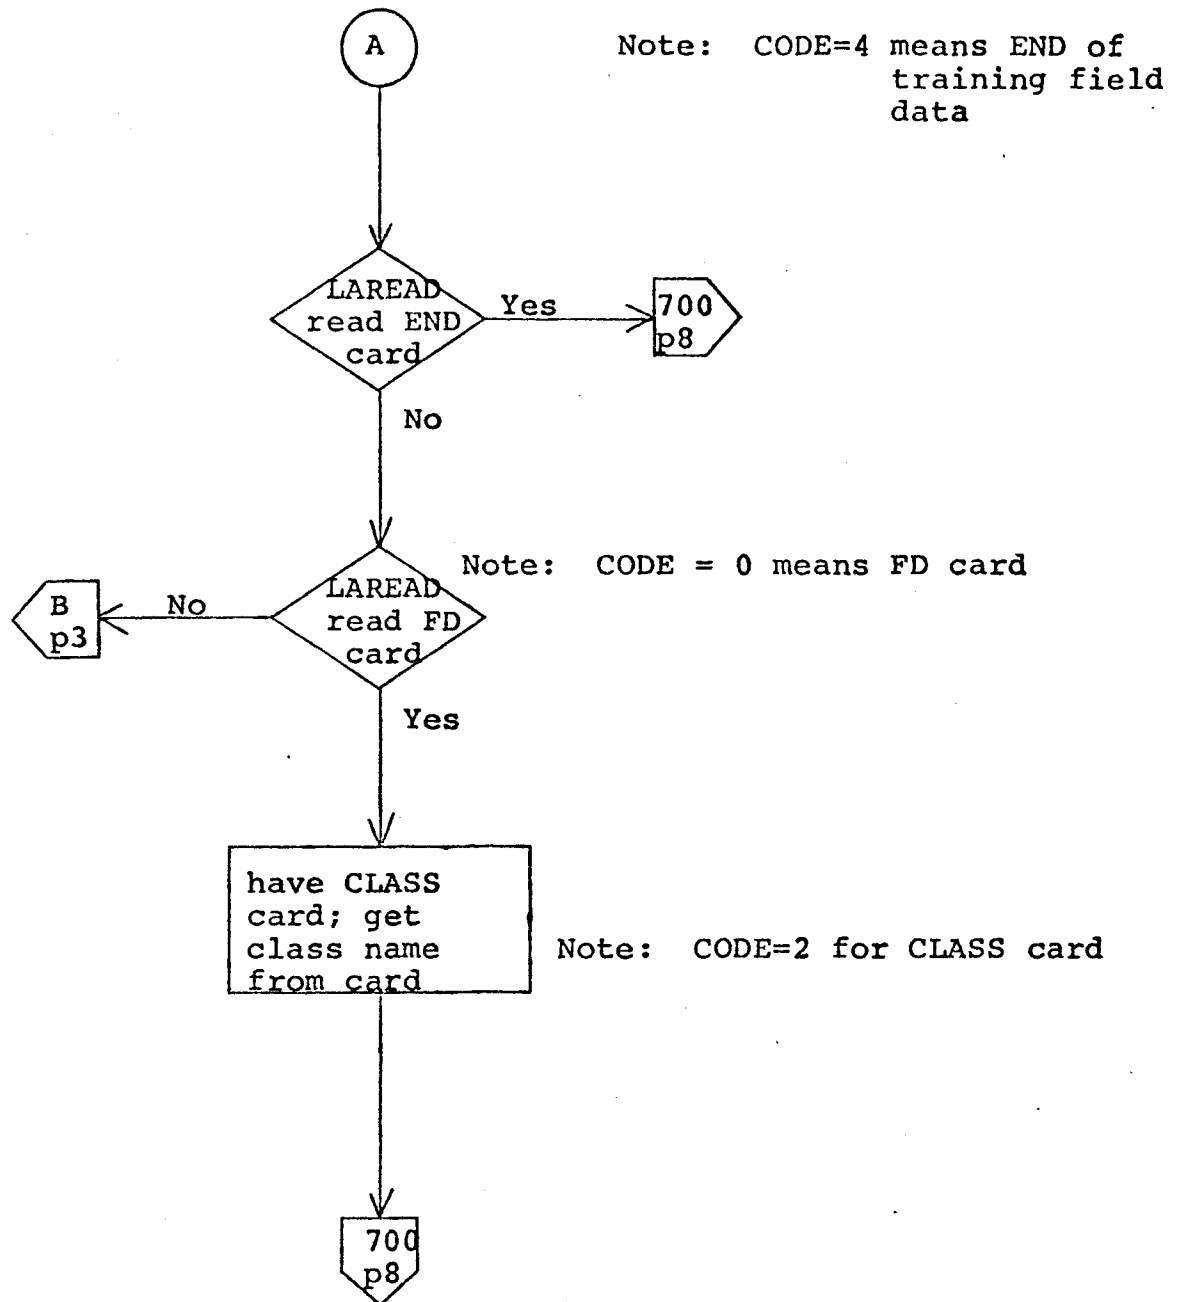 A
Note: CODE=4 means END of
training field
data
LAREAD
read END
card
Yes
700
p8
No
Note: CODE = 0 means FD card
LAREAD
read FD
card
No
B
p3
Yes
have CLASS
card; get
class name
from card
Note: CODE=2 for CLASS card
700
p8